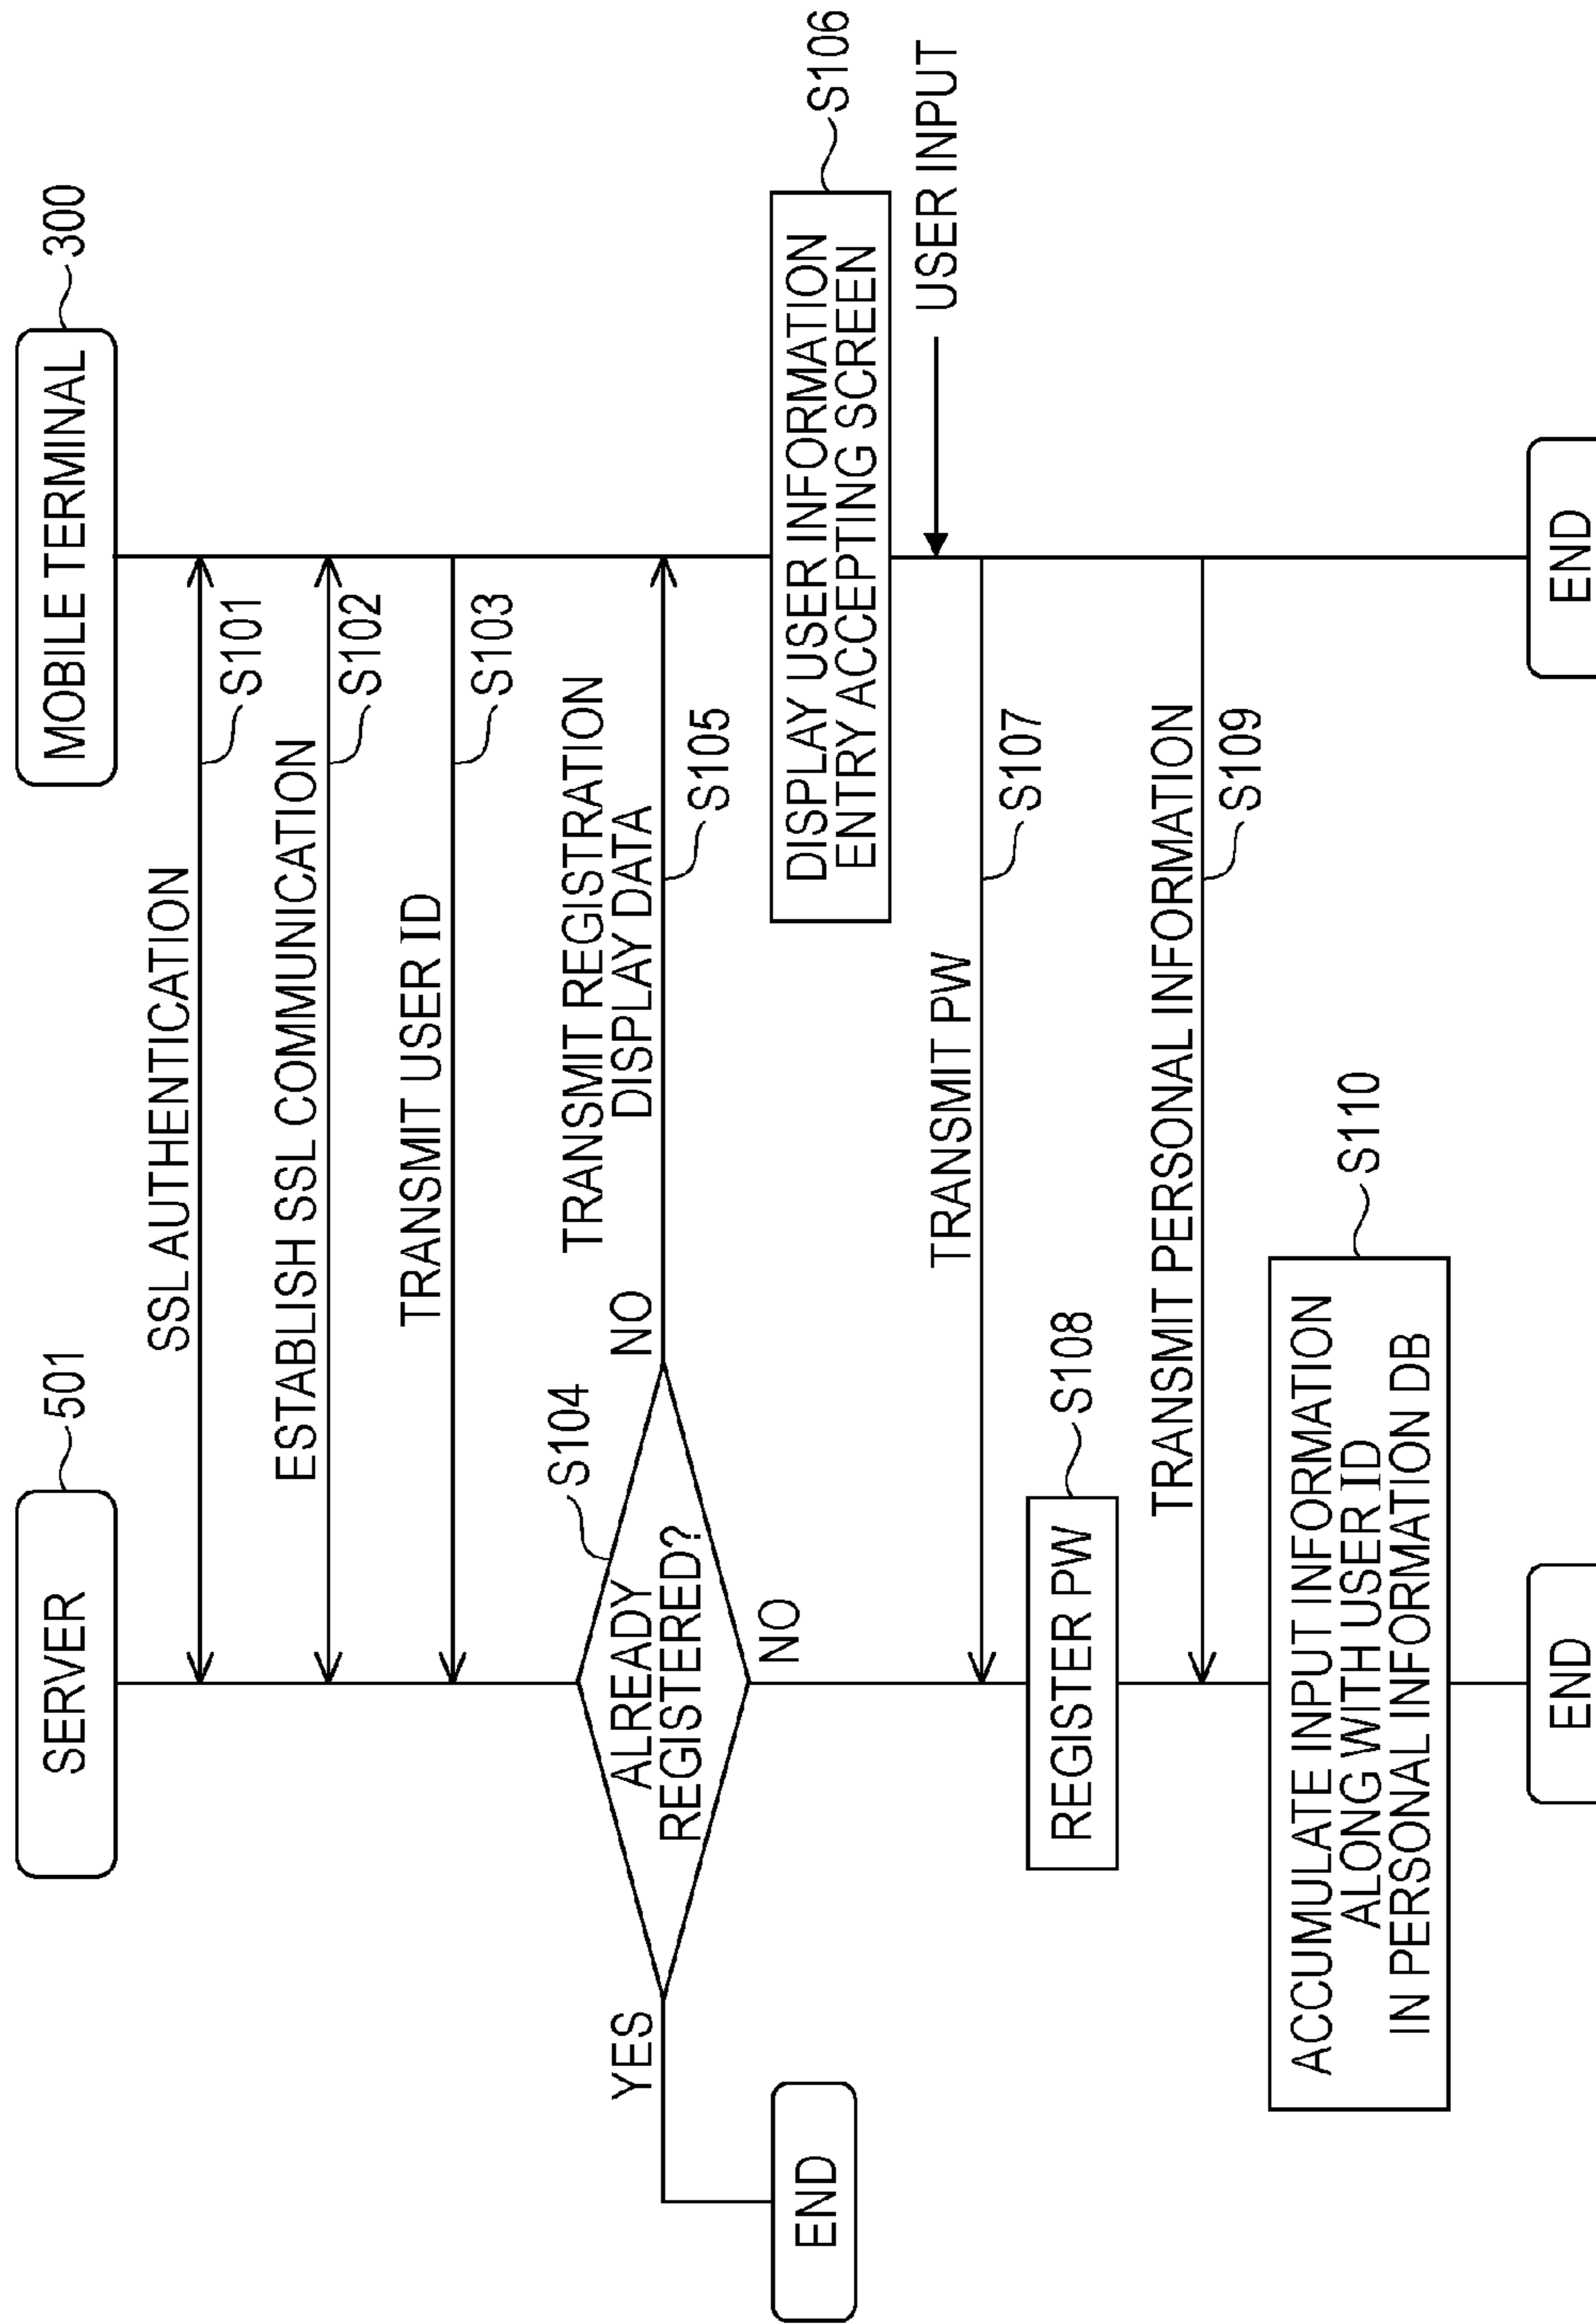 SERVER
501
MOBILE TERMINAL
300
SSL AUTHENTICATION
S101
ESTABLISH SSL COMMUNICATION
S102
TRANSMIT USER ID
S103
S104
ALREADY
REGISTERED?
YES
NO
NO
END
TRANSMIT REGISTRATION
DISPLAY DATA
S105
DISPLAY USER INFORMATION
ENTRY ACCEPTING SCREEN
S106
USER INPUT
TRANSMIT PW
S107
REGISTER PW
S108
TRANSMIT PERSONAL INFORMATION
S109
ACCUMULATE INPUT INFORMATION
ALONG WITH USER ID
IN PERSONAL INFORMATION DB
S110
END
END